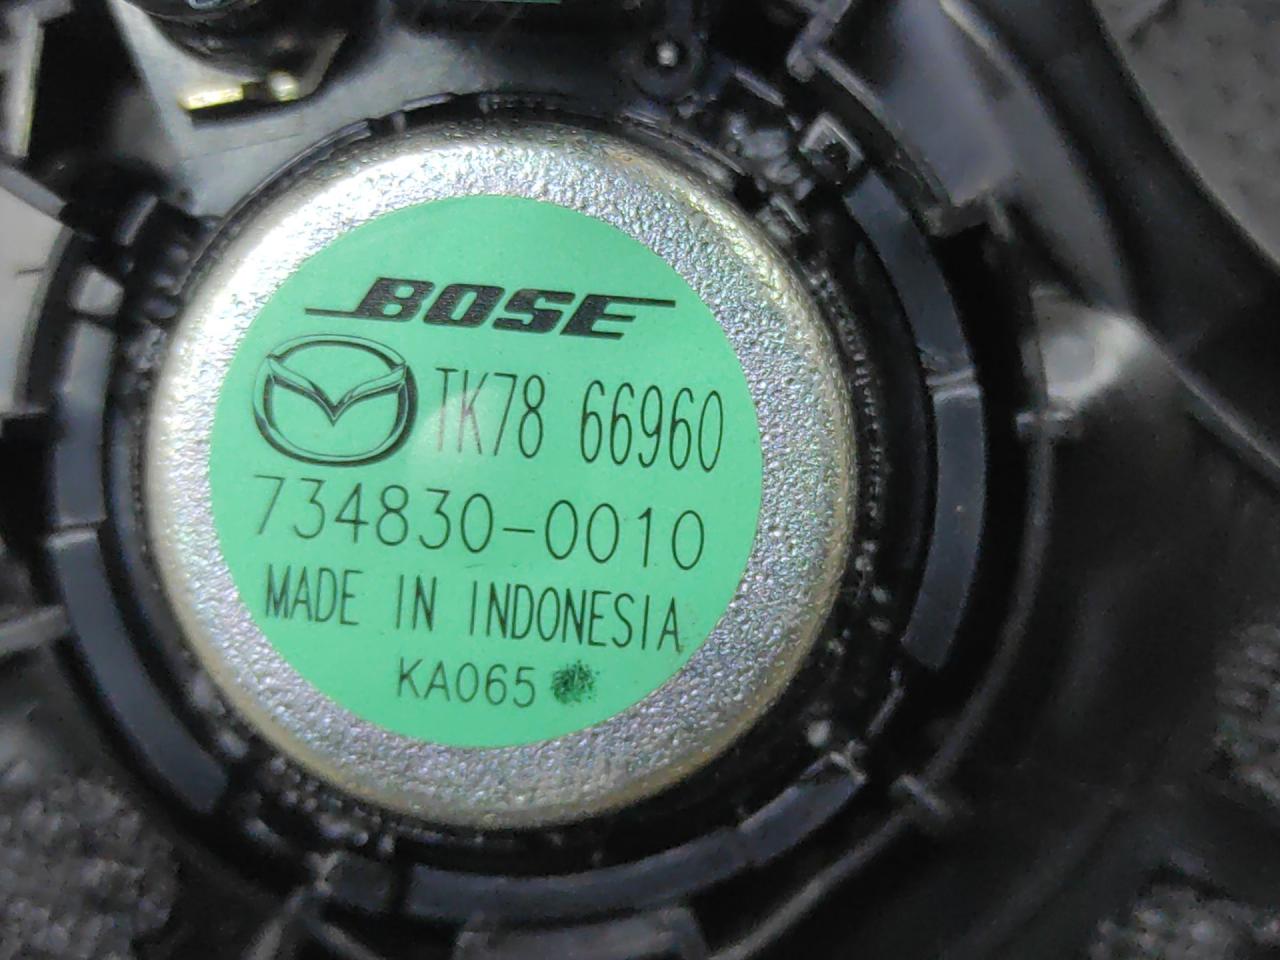 BOSE
TK78 66960
734830-0010
MADE IN INDONESIA
KA065